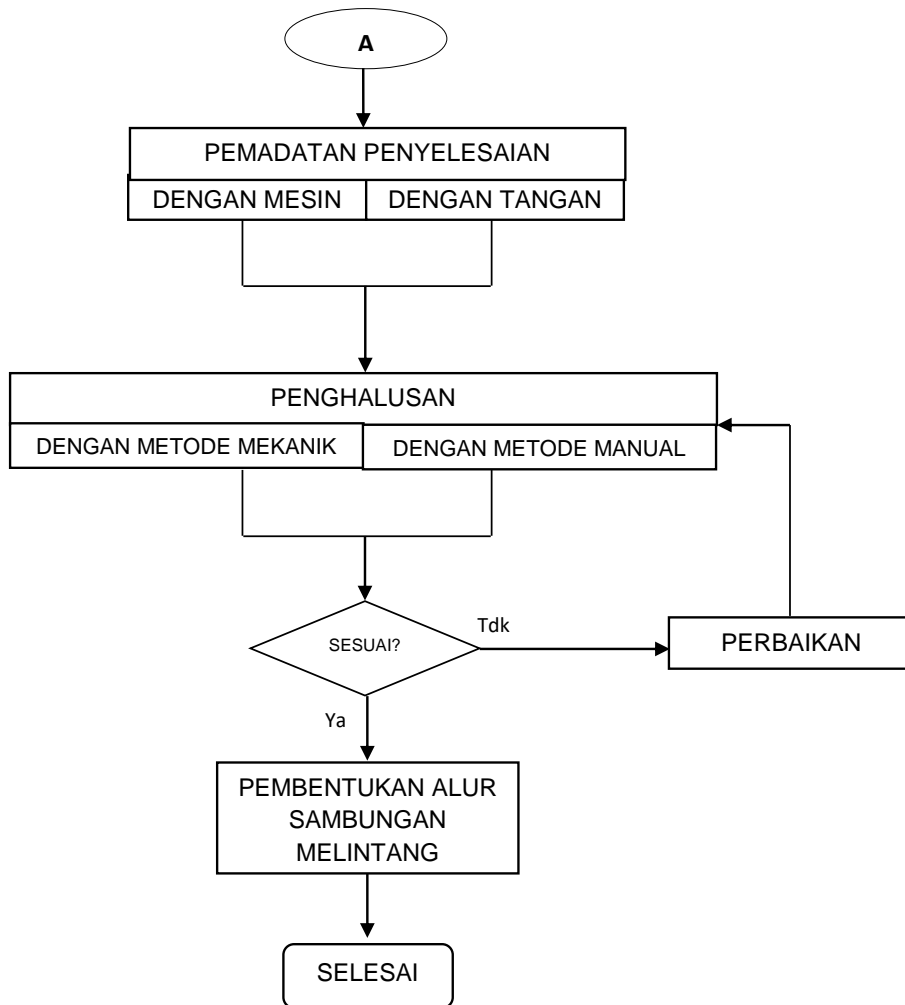 A
PEMADATAN PENYELESAIAN
DENGAN MESIN
DENGAN TANGAN
PENGHALUSAN
DENGAN METODE MEKANIK
DENGAN METODE MANUAL
SESUAI?
Tdk
PERBAIKAN
Ya
PEMBENTUKAN ALUR
SAMBUNGAN
MELINTANG
SELESAI